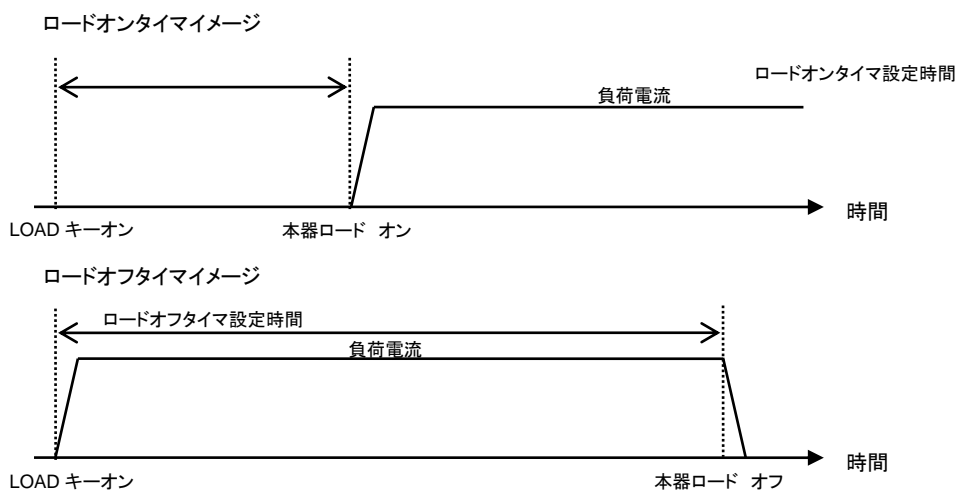 ロードオンタイマイメージ
ロードオンタイマ設定時間
負荷電流
時間
LOAD キーオン
本器ロード オン
ロードオフタイマイメージ
ロードオフタイマ設定時間
負荷電流
時間
LOAD キーオン
本器ロード オフ